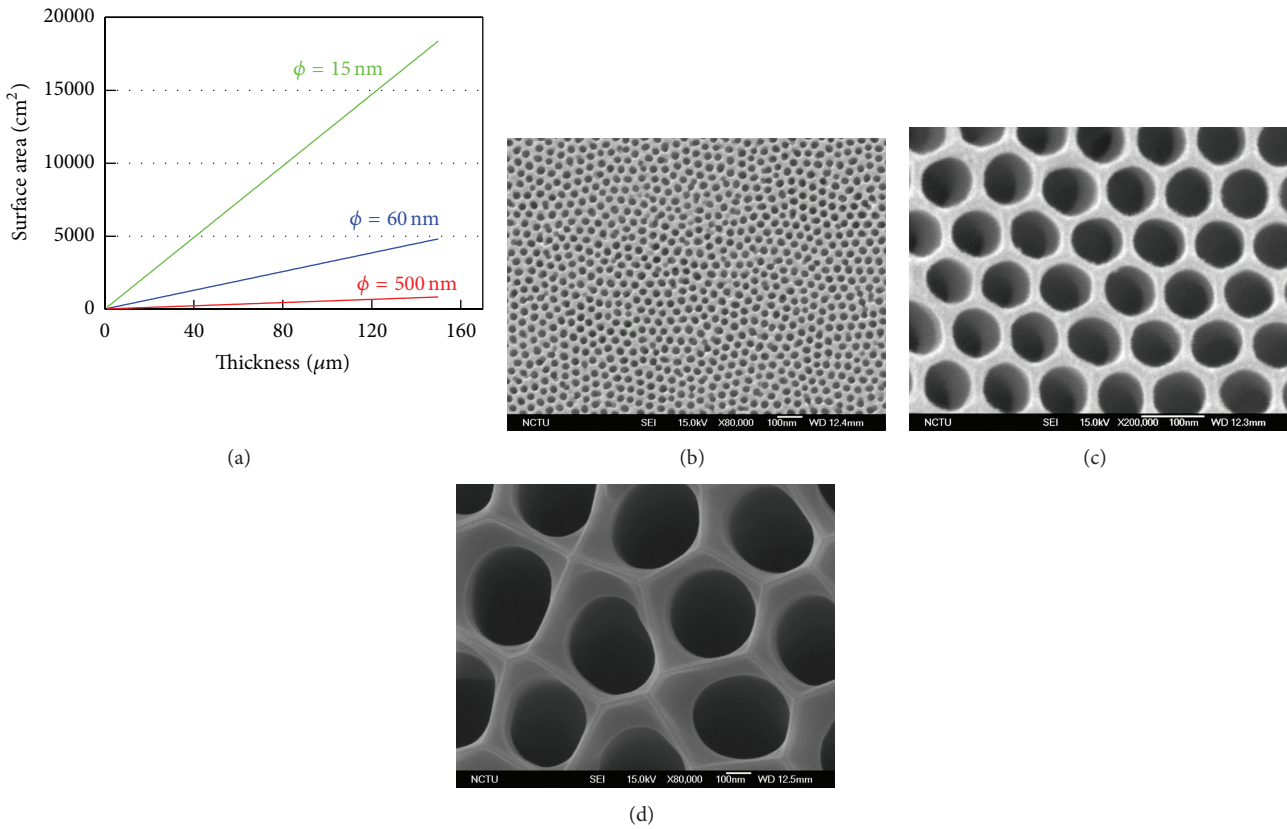 20000
15000
10000
5000
0
Surface area (cm²)
ϕ = 15 nm
ϕ = 60 nm
ϕ = 500 nm
0 40 80 120 160
Thickness (μm)
(a)
NCTU SEI 15.0kV X80,000 100nm WD 12.4mm
(b)
NCTU SEI 15.0kV X200,000 100nm WD 12.3mm
(c)
NCTU SEI 15.0kV X80,000 100nm WD 12.5mm
(d)